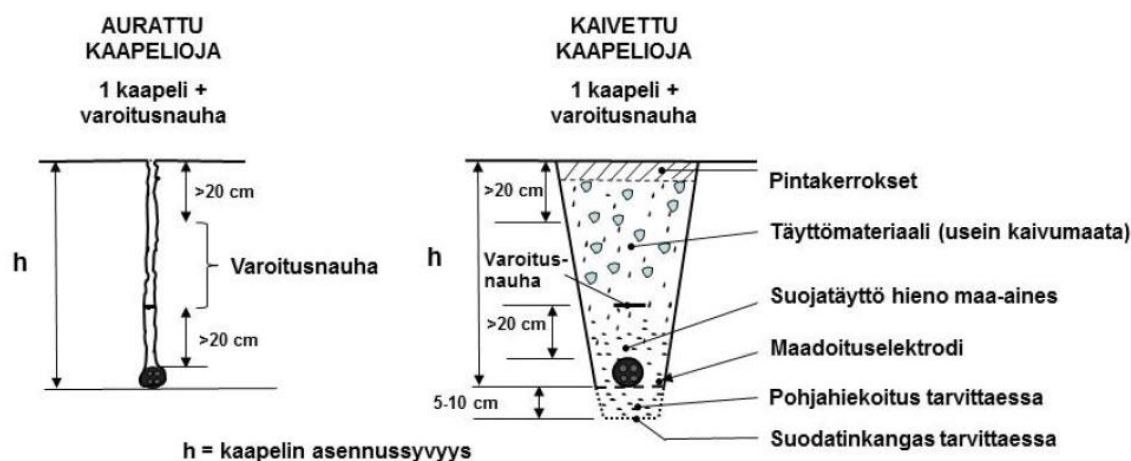 AURATTU
KAAPELIOJA
1 kaapeli +
varoitusnauha
>20 cm
h
Varoitusnauha
>20 cm
KAIVETTU
KAAPELIOJA
1 kaapeli +
varoitusnauha
>20 cm
h
Varoitus-
nauha
>20 cm
5-10 cm
Pintakerrokset
Täyttömateriaali (usein kaivumaata)
Suojatäyttö hieno maa-aines
Maadoituselektrodi
Pohjahiekoitus tarvittaessa
Suodatinkangas tarvittaessa
h = kaapelin asennussyvyys